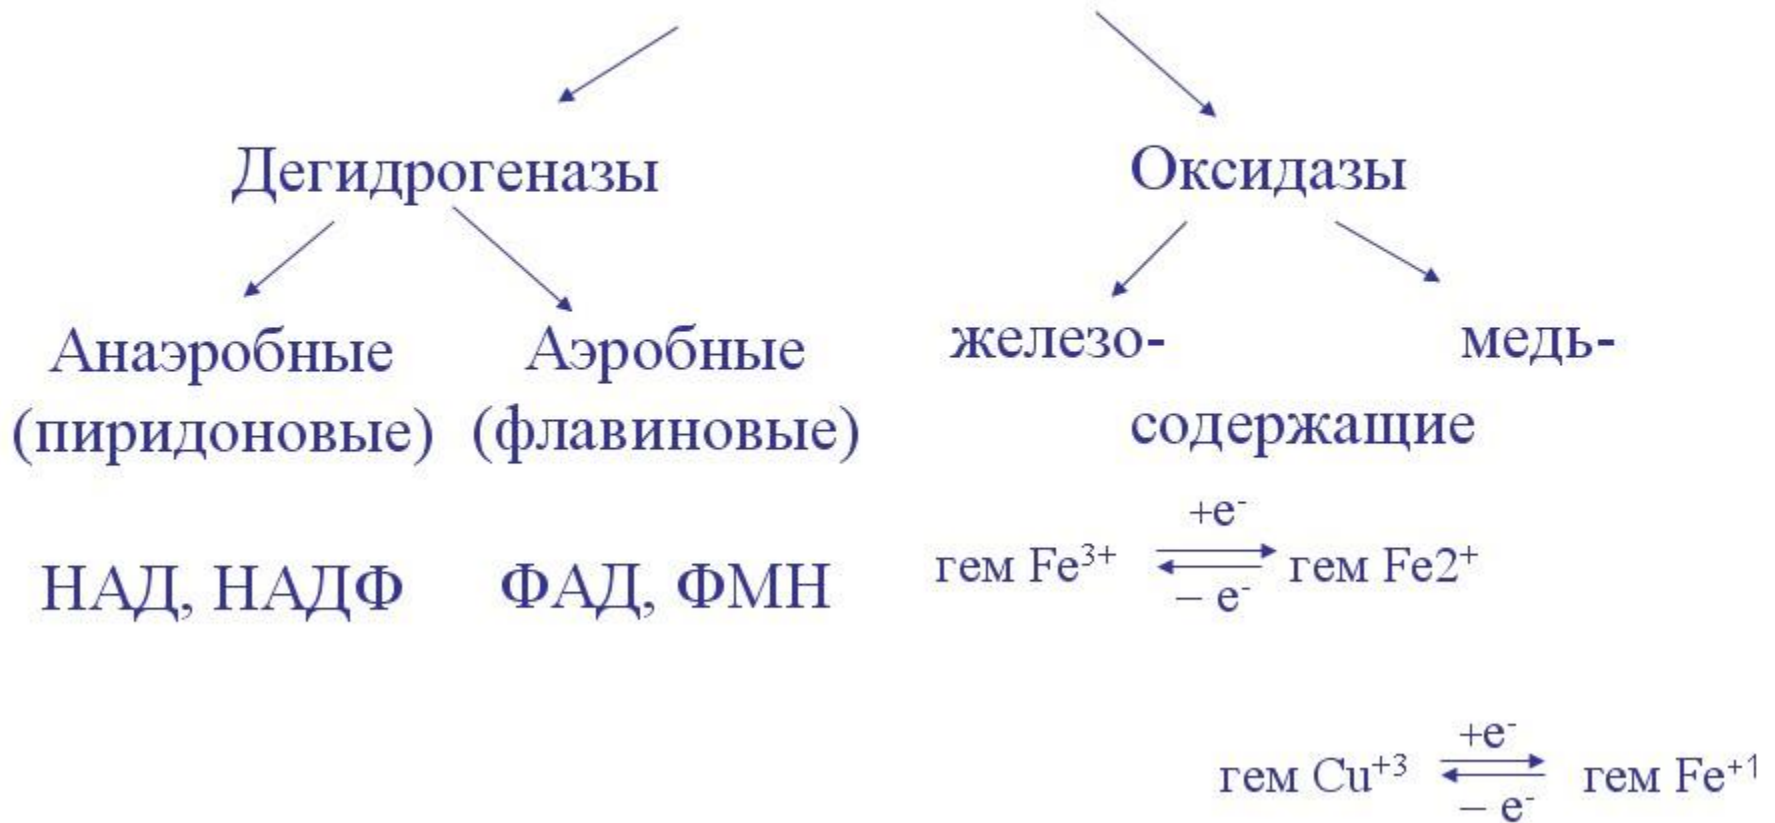 Дегидрогеназы
Оксидазы
Анаэробные
(пиридоновые)
Аэробные
(флавиновые)
железо-
медь-
содержащие
НАД, НАДФ
ФАД, ФМН
+е⁻
гем Fe³⁺ гем Fe2⁺
– е⁻
+е⁻
гем Cu⁺³ гем Fe⁺¹
– е⁻